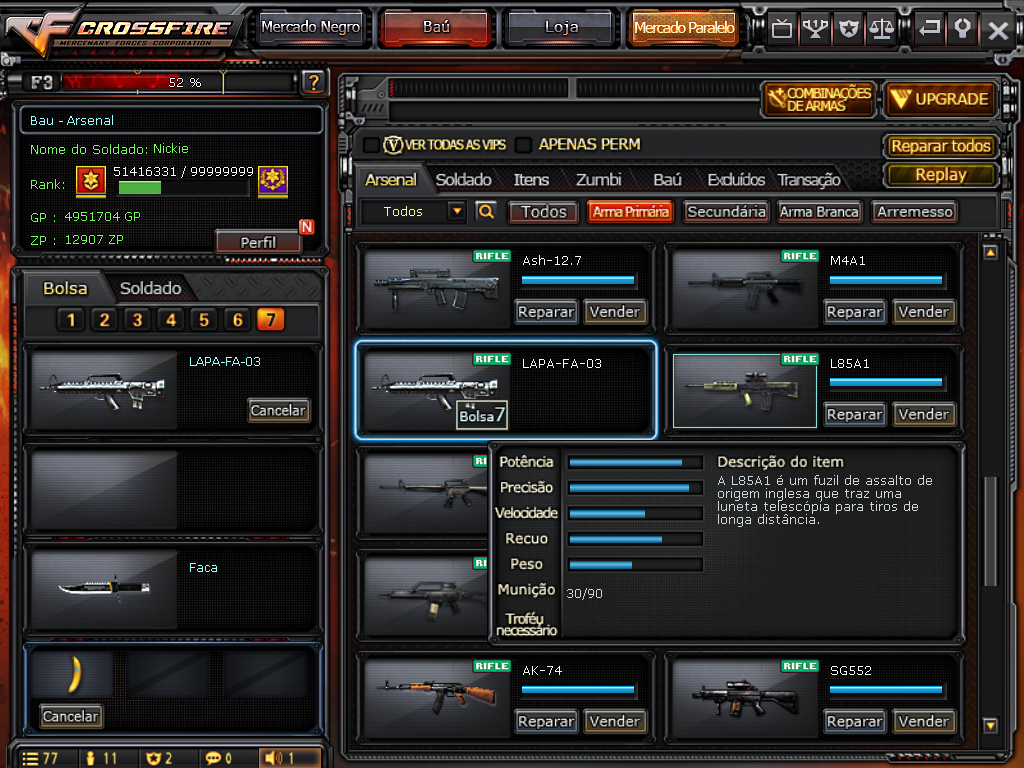 CF CROSSFIRE
MERCENARY FORCES CORPORATION
Mercado Negro
Baú
Loja
Mercado Paralelo
F3
52 %
?
Bau - Arsenal
Nome do Soldado: Nickie
Rank:
51416331 / 99999999
GP : 4951704 GP
ZP : 12907 ZP
Perfil
N
COMBINAÇÕES
DE ARMAS
UPGRADE
V VER TODAS AS VIPS
APENAS PERM
Reparar todos
Replay
Arsenal Soldado Itens Zumbi Baú Excluídos Transação
Todos
Todos Arma Primária Secundária Arma Branca Arremesso
Bolsa Soldado
1 2 3 4 5 6 7
LAPA-FA-03
Cancelar
Faca
Cancelar
77 11 2 0 1
RIFLE
Ash-12.7
Reparar Vender
RIFLE
M4A1
Reparar Vender
RIFLE
LAPA-FA-03
Bolsa7
RIFLE
L85A1
Reparar Vender
Potência
Precisão
Velocidade
Recuo
Peso
Munição 30/90
Troféu
necessário
Descrição do item
A L85A1 é um fuzil de assalto de
origem inglesa que traz uma
luneta telescópia para tiros de
longa distância.
RI
RI
RIFLE
AK-74
Reparar Vender
RIFLE
SG552
Reparar Vender